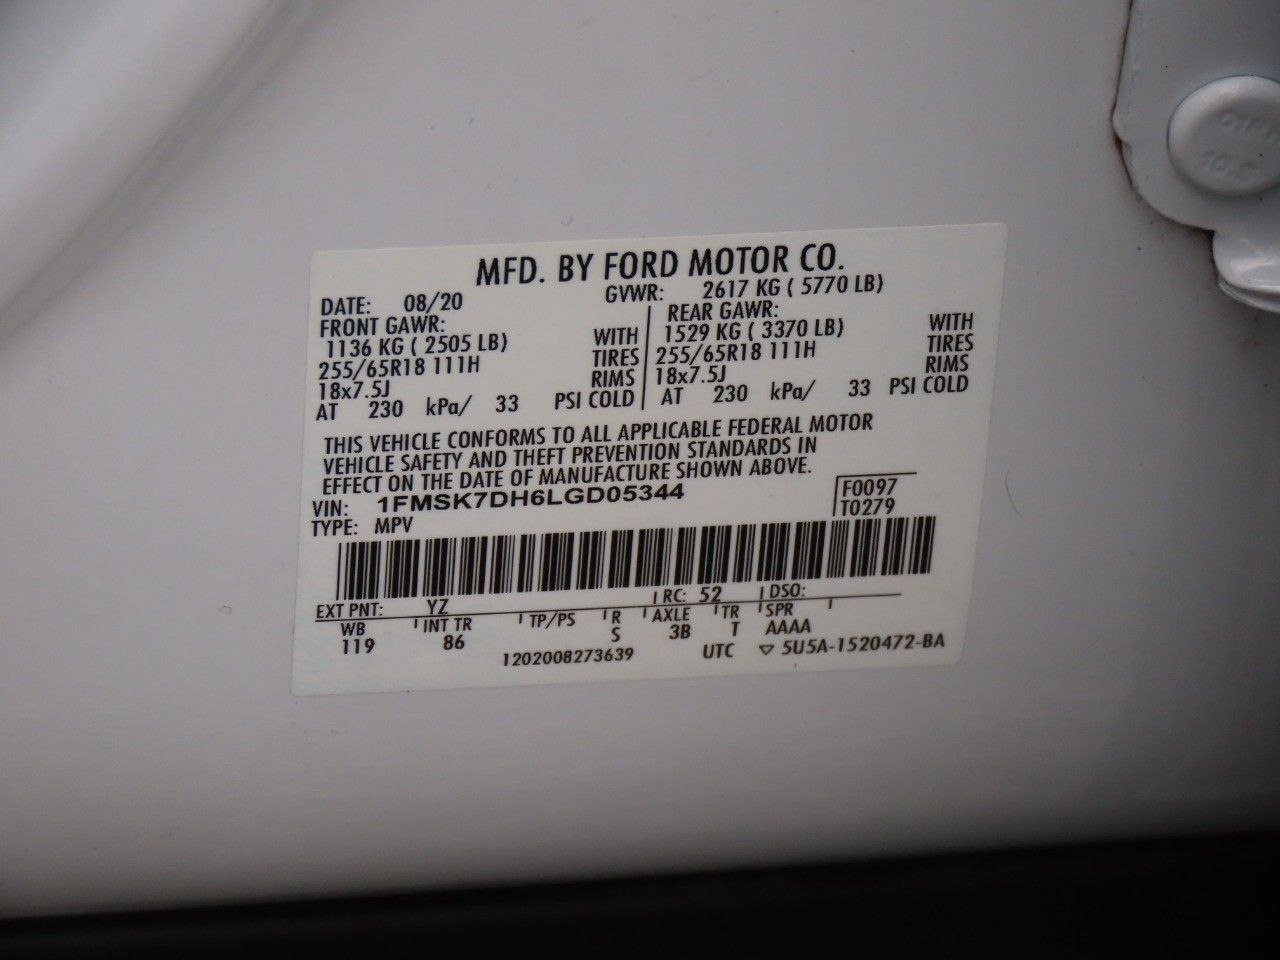 MFD. BY FORD MOTOR CO.
DATE: 08/20 GVWR: 2617 KG ( 5770 LB)
FRONT GAWR: REAR GAWR:
1136 KG ( 2505 LB) WITH 1529 KG ( 3370 LB) WITH
255/65R18 111H TIRES 255/65R18 111H TIRES
18x7.5J RIMS 18x7.5J RIMS
AT 230 kPa/ 33 PSI COLD AT 230 kPa/ 33 PSI COLD
THIS VEHICLE CONFORMS TO ALL APPLICABLE FEDERAL MOTOR
VEHICLE SAFETY AND THEFT PREVENTION STANDARDS IN
EFFECT ON THE DATE OF MANUFACTURE SHOWN ABOVE.
VIN: 1FMSK7DH6LGD05344 F0097
TYPE: MPV T0279
EXT PNT: YZ RC: 52 DSO:
WB INT TR TP/PS R AXLE TR SPR
119 86 S 3B T AAAA
1202008273639 UTC ▽ 5U5A-1520472-BA
10.9